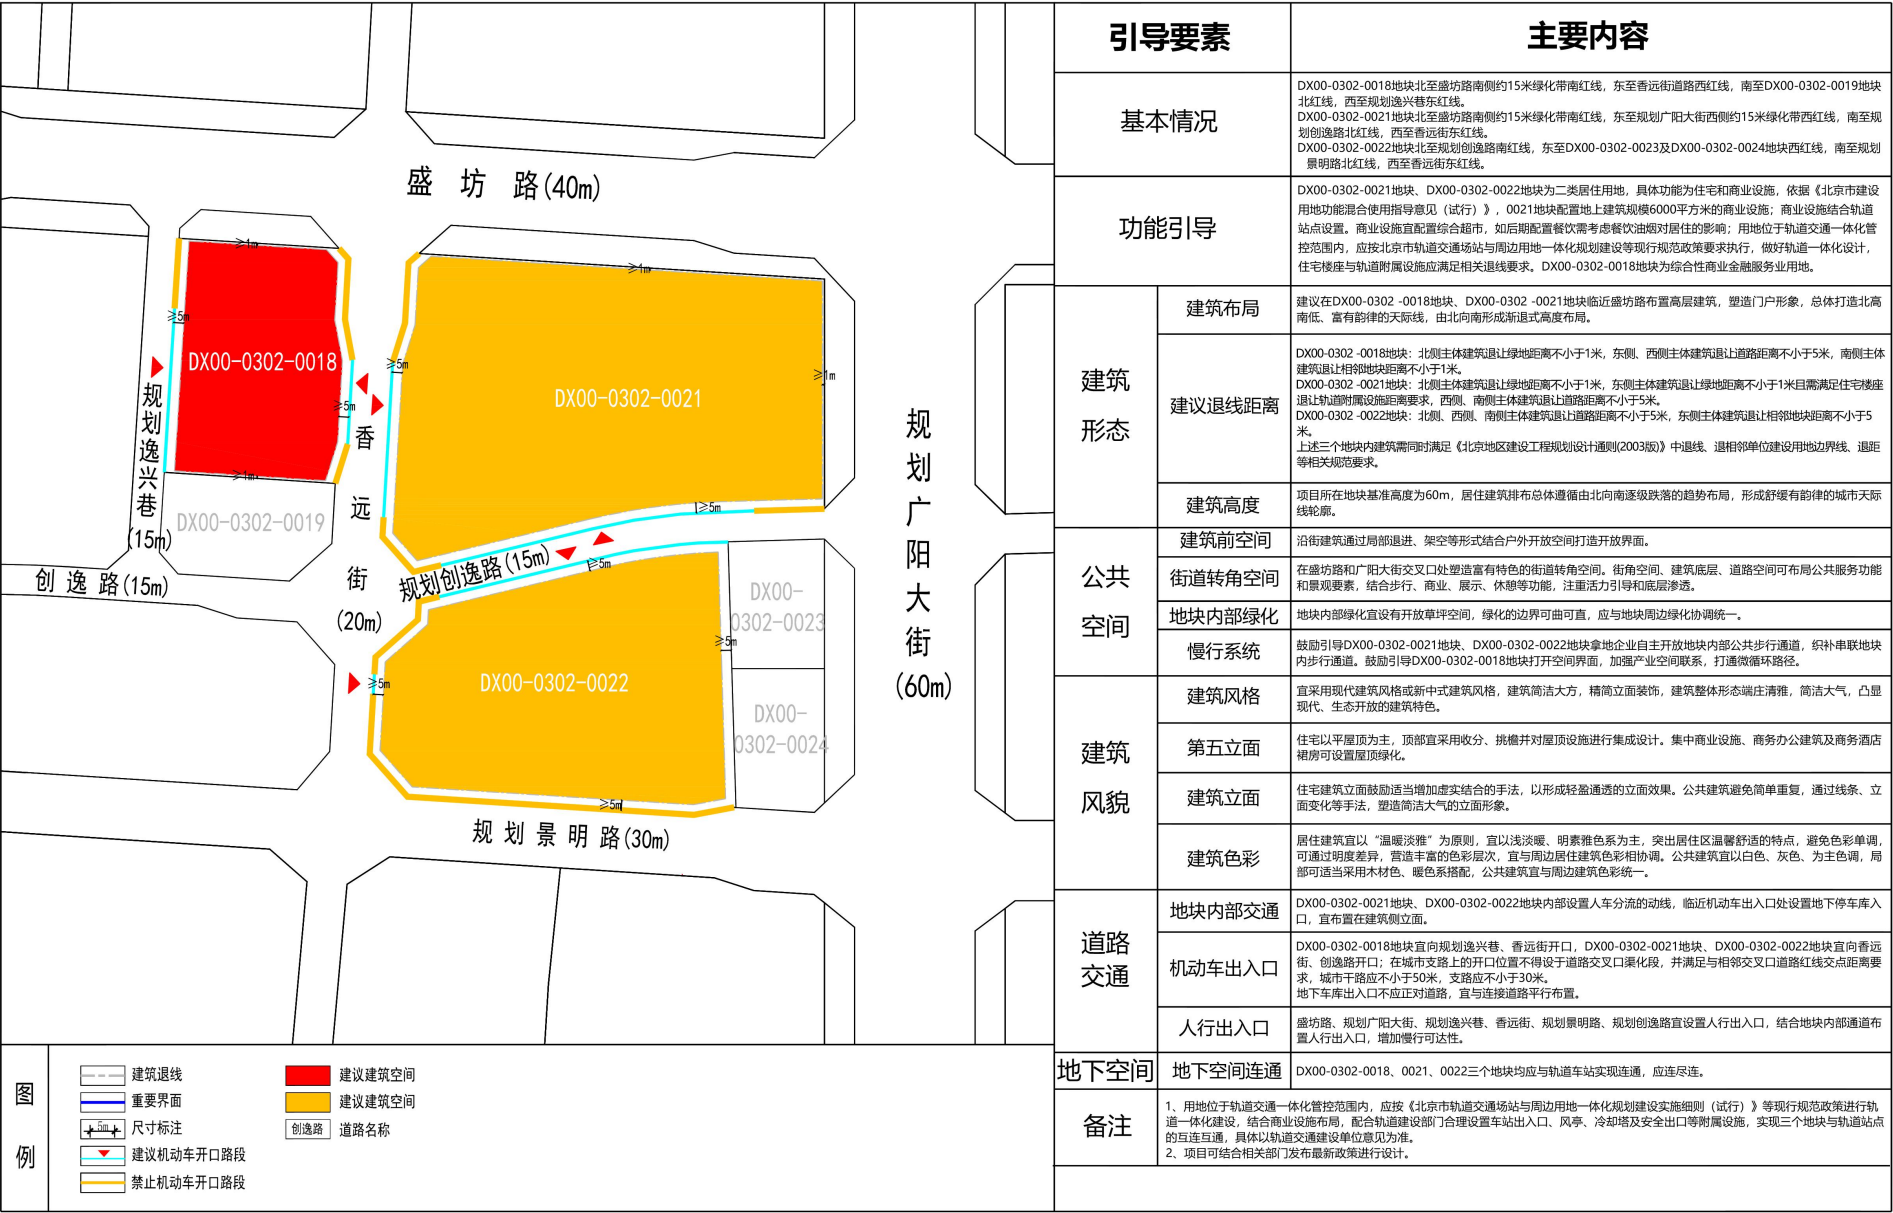 盛 坊 路(40m)
≥1m
≥1m
≥5m
DX00-0302-0018
≥5m
≥5m
≥1m
DX00-0302-0021
规划逸兴巷
(15m)
≥1m
DX00-0302-0019
香远街
(20m)
≥5m
规划创逸路(15m)
≥5m
创 逸 路(15m)
规划广阳大街
(60m)
DX00-
0302-0023
≥5m
≥5m
DX00-0302-0022
DX00-
0302-0024
≥5m
规 划 景 明 路(30m)
图例
建筑退线
重要界面
5m
尺寸标注
建议机动车开口路段
禁止机动车开口路段
建议建筑空间
建议建筑空间
创逸路
道路名称
引导要素
主要内容
基本情况
DX00-0302-0018地块北至盛坊路南侧约15米绿化带南红线，东至香远街道路西红线，南至DX00-0302-0019地块
北红线，西至规划逸兴巷东红线。
DX00-0302-0021地块北至盛坊路南侧约15米绿化带南红线，东至规划广阳大街西侧约15米绿化带西红线，南至规
划创逸路北红线，西至香远街东红线。
DX00-0302-0022地块北至规划创逸路南红线，东至DX00-0302-0023及DX00-0302-0024地块西红线，南至规划
景明路北红线，西至香远街东红线。
功能引导
DX00-0302-0021地块、DX00-0302-0022地块为二类居住用地，具体功能为住宅和商业设施，依据《北京市建设
用地功能混合使用指导意见（试行）》，0021地块配置地上建筑规模6000平方米的商业设施；商业设施结合轨道
站点设置。商业设施宜配置综合超市，如后期配置餐饮需考虑餐饮油烟对居住的影响；用地位于轨道交通一体化管
控范围内，应按北京市轨道交通场站与周边用地一体化规划建设等现行规范政策要求执行，做好轨道一体化设计，
住宅楼座与轨道附属设施应满足相关退线要求。DX00-0302-0018地块为综合性商业金融服务业用地。
建筑
形态
建筑布局
建议在DX00-0302 -0018地块、DX00-0302 -0021地块临近盛坊路布置高层建筑，塑造门户形象，总体打造北高
南低、富有韵律的天际线，由北向南形成渐退式高度布局。
建议退线距离
DX00-0302 -0018地块：北侧主体建筑退让绿地距离不小于1米，东侧、西侧主体建筑退让道路距离不小于5米，南侧主体
建筑退让相邻地块距离不小于1米。
DX00-0302 -0021地块：北侧主体建筑退让绿地距离不小于1米，东侧主体建筑退让绿地距离不小于1米且需满足住宅楼座
退让轨道附属设施距离要求，西侧、南侧主体建筑退让道路距离不小于5米。
DX00-0302 -0022地块：北侧、西侧、南侧主体建筑退让道路距离不小于5米，东侧主体建筑退让相邻地块距离不小于5
米。
上述三个地块内建筑需同时满足《北京地区建设工程规划设计通则(2003版)》中退线、退相邻单位建设用地边界线、退距
等相关规范要求。
建筑高度
项目所在地块基准高度为60m，居住建筑排布总体遵循由北向南逐级跌落的趋势布局，形成舒缓有韵律的城市天际
线轮廓。
公共
空间
建筑前空间
沿街建筑通过局部退进、架空等形式结合户外开放空间打造开放界面。
街道转角空间
在盛坊路和广阳大街交叉口处塑造富有特色的街道转角空间。街角空间、建筑底层、道路空间可布局公共服务功能
和景观要素，结合步行、商业、展示、休憩等功能，注重活力引导和底层渗透。
地块内部绿化
地块内部绿化宜设有开放草坪空间，绿化的边界可曲可直，应与地块周边绿化协调统一。
慢行系统
鼓励引导DX00-0302-0021地块、DX00-0302-0022地块拿地企业自主开放地块内部公共步行通道，织补串联地块
内步行通道。鼓励引导DX00-0302-0018地块打开空间界面，加强产业空间联系，打通微循环路径。
建筑
风貌
建筑风格
宜采用现代建筑风格或新中式建筑风格，建筑简洁大方，精简立面装饰，建筑整体形态端庄清雅，简洁大气，凸显
现代、生态开放的建筑特色。
第五立面
住宅以平屋顶为主，顶部宜采用收分、挑檐并对屋顶设施进行集成设计。集中商业设施、商务办公建筑及商务酒店
裙房可设置屋顶绿化。
建筑立面
住宅建筑立面鼓励适当增加虚实结合的手法，以形成轻盈通透的立面效果。公共建筑避免简单重复，通过线条、立
面变化等手法，塑造简洁大气的立面形象。
建筑色彩
居住建筑宜以“温暖淡雅”为原则，宜以浅淡暖、明素雅色系为主，突出居住区温馨舒适的特点，避免色彩单调，
可通过明度差异，营造丰富的色彩层次，宜与周边居住建筑色彩相协调。公共建筑宜以白色、灰色、为主色调，局
部可适当采用木材色、暖色系搭配，公共建筑宜与周边建筑色彩统一。
道路
交通
地块内部交通
DX00-0302-0021地块、DX00-0302-0022地块内部设置人车分流的动线，临近机动车出入口处设置地下停车库入
口，宜布置在建筑侧立面。
机动车出入口
DX00-0302-0018地块宜向规划逸兴巷、香远街开口，DX00-0302-0021地块、DX00-0302-0022地块宜向香远
街、创逸路开口；在城市支路上的开口位置不得设于道路交叉口渠化段，并满足与相邻交叉口道路红线交点距离要
求，城市干路应不小于50米，支路应不小于30米。
地下车库出入口不应正对道路，宜与连接道路平行布置。
人行出入口
盛坊路、规划广阳大街、规划逸兴巷、香远街、规划景明路、规划创逸路宜设置人行出入口，结合地块内部通道布
置人行出入口，增加慢行可达性。
地下空间
地下空间连通
DX00-0302-0018、0021、0022三个地块均应与轨道车站实现连通，应连尽连。
备注
1、用地位于轨道交通一体化管控范围内，应按《北京市轨道交通场站与周边用地一体化规划建设实施细则（试行）》等现行规范政策进行轨
道一体化建设，结合商业设施布局，配合轨道建设部门合理设置车站出入口、风亭、冷却塔及安全出口等附属设施，实现三个地块与轨道站点
的互连互通，具体以轨道交通建设单位意见为准。
2、项目可结合相关部门发布最新政策进行设计。